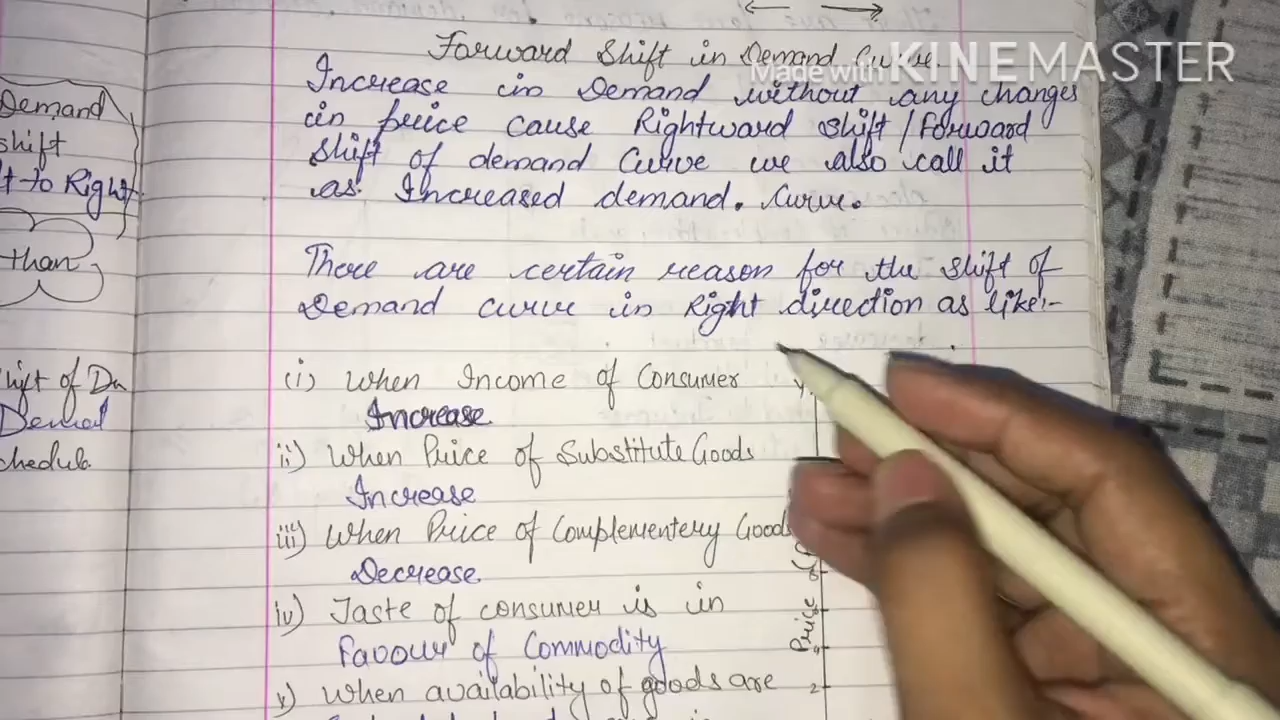 Forward Shift in Demand Curve.
Made with KINEMASTER
Increase in Demand without any changes
in price cause Rightward shift / forward
shift of demand Curve we also call it
as Increased demand. Curve.
There are certain reason for the shift of
Demand curve in Right direction as like:-
(i) When Income of Consumer
Increase
ii) When Price of Substitute Goods
Increase
iii) When Price of Complementery Goods
Decrease
iv) Taste of consumer is in
Favour of Commodity
v) When availability of goods are
Demand
shift
t to Right
than
hift of
Demad
chedule
Price
2